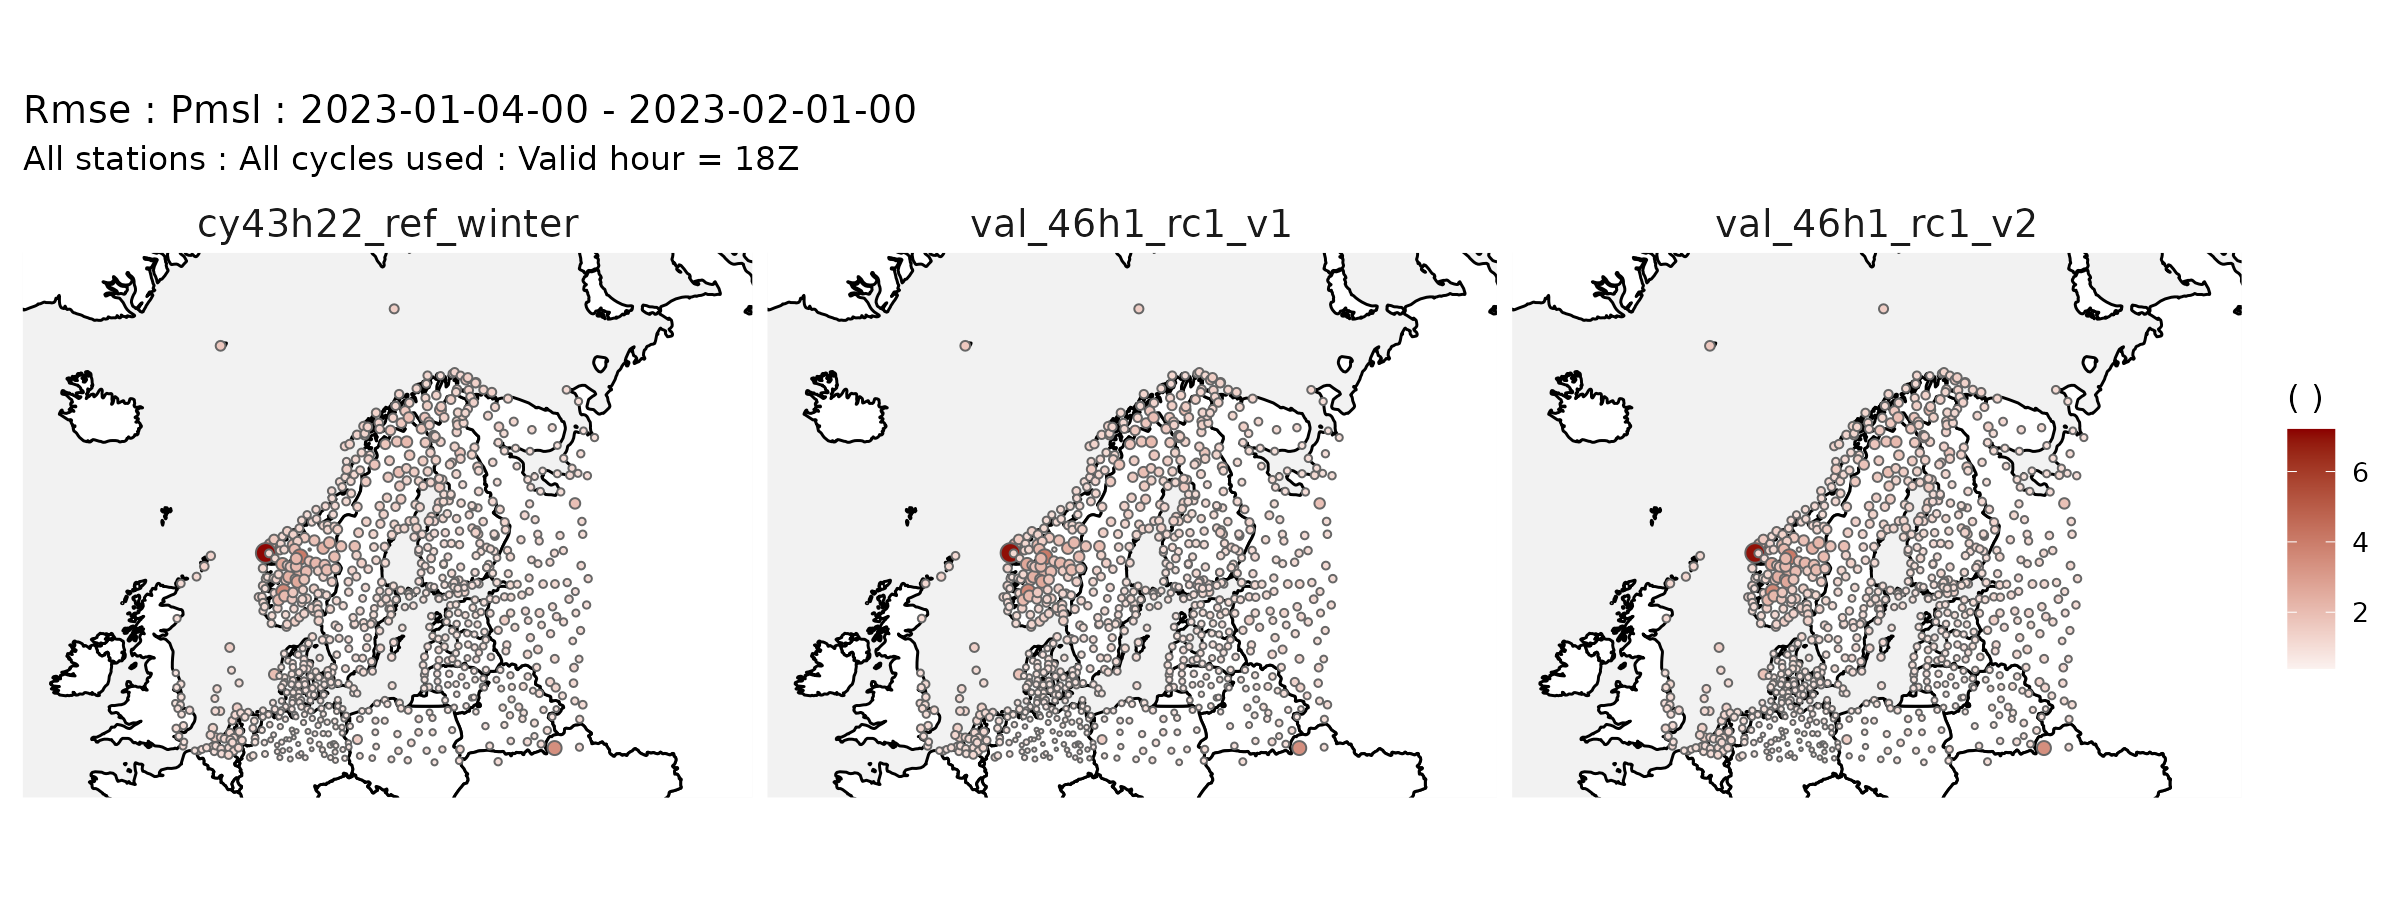 Rmse : Pmsl : 2023-01-04-00 - 2023-02-01-00
All stations : All cycles used : Valid hour = 18Z
cy43h22_ref_winter
val_46h1_rc1_v1
val_46h1_rc1_v2
( )
6
4
2